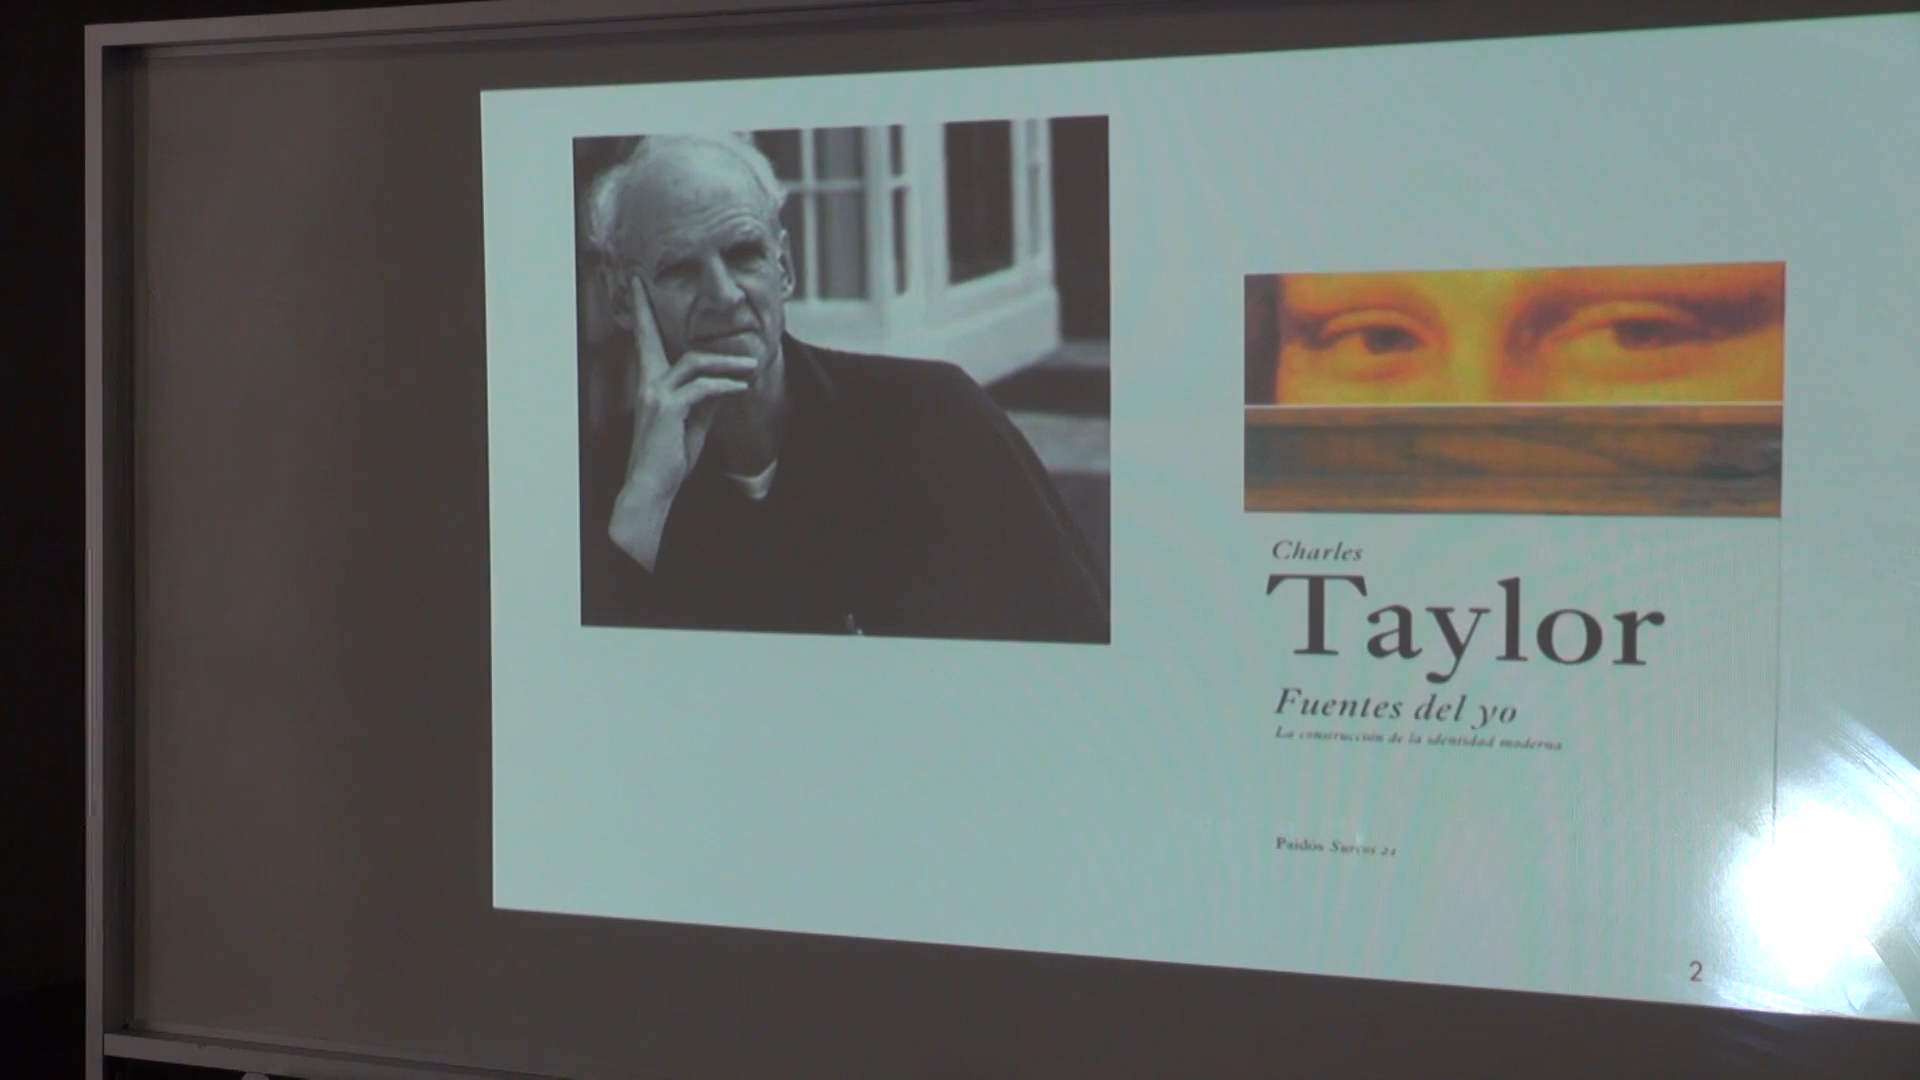 Charles
Taylor
Fuentes del yo
La construcción de la identidad moderna
Paidós Surcos 21
2